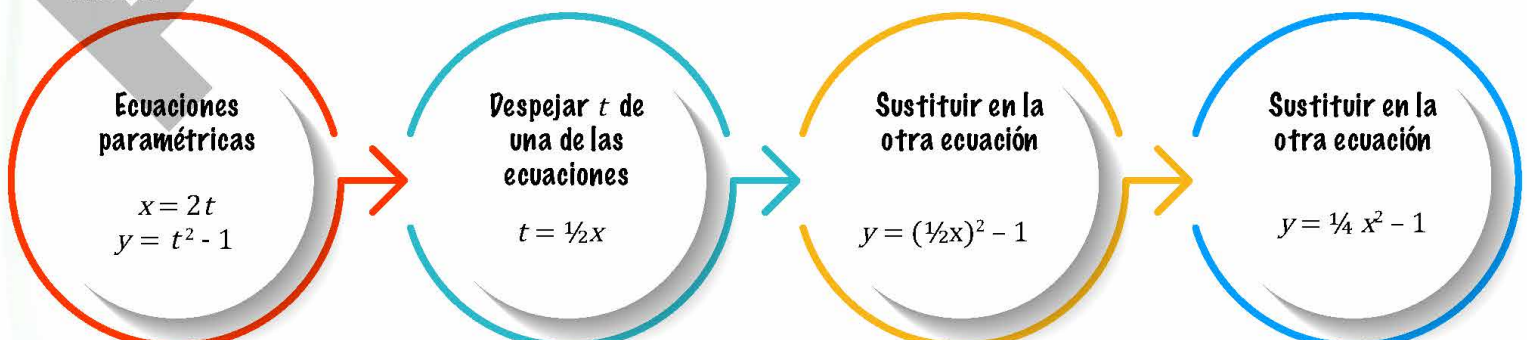 Ecuaciones
paramétricas
x = 2t
y = t² - 1
Despejar t de
una de las
ecuaciones
t = ½x
Sustituir en la
otra ecuación
y = (½x)² – 1
Sustituir en la
otra ecuación
y = ¼ x² – 1